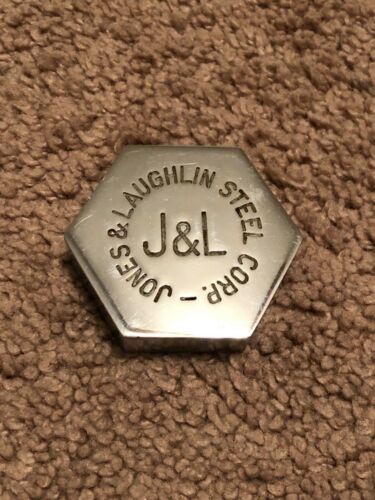 JONES & LAUGHLIN STEEL CORP. –
J&L